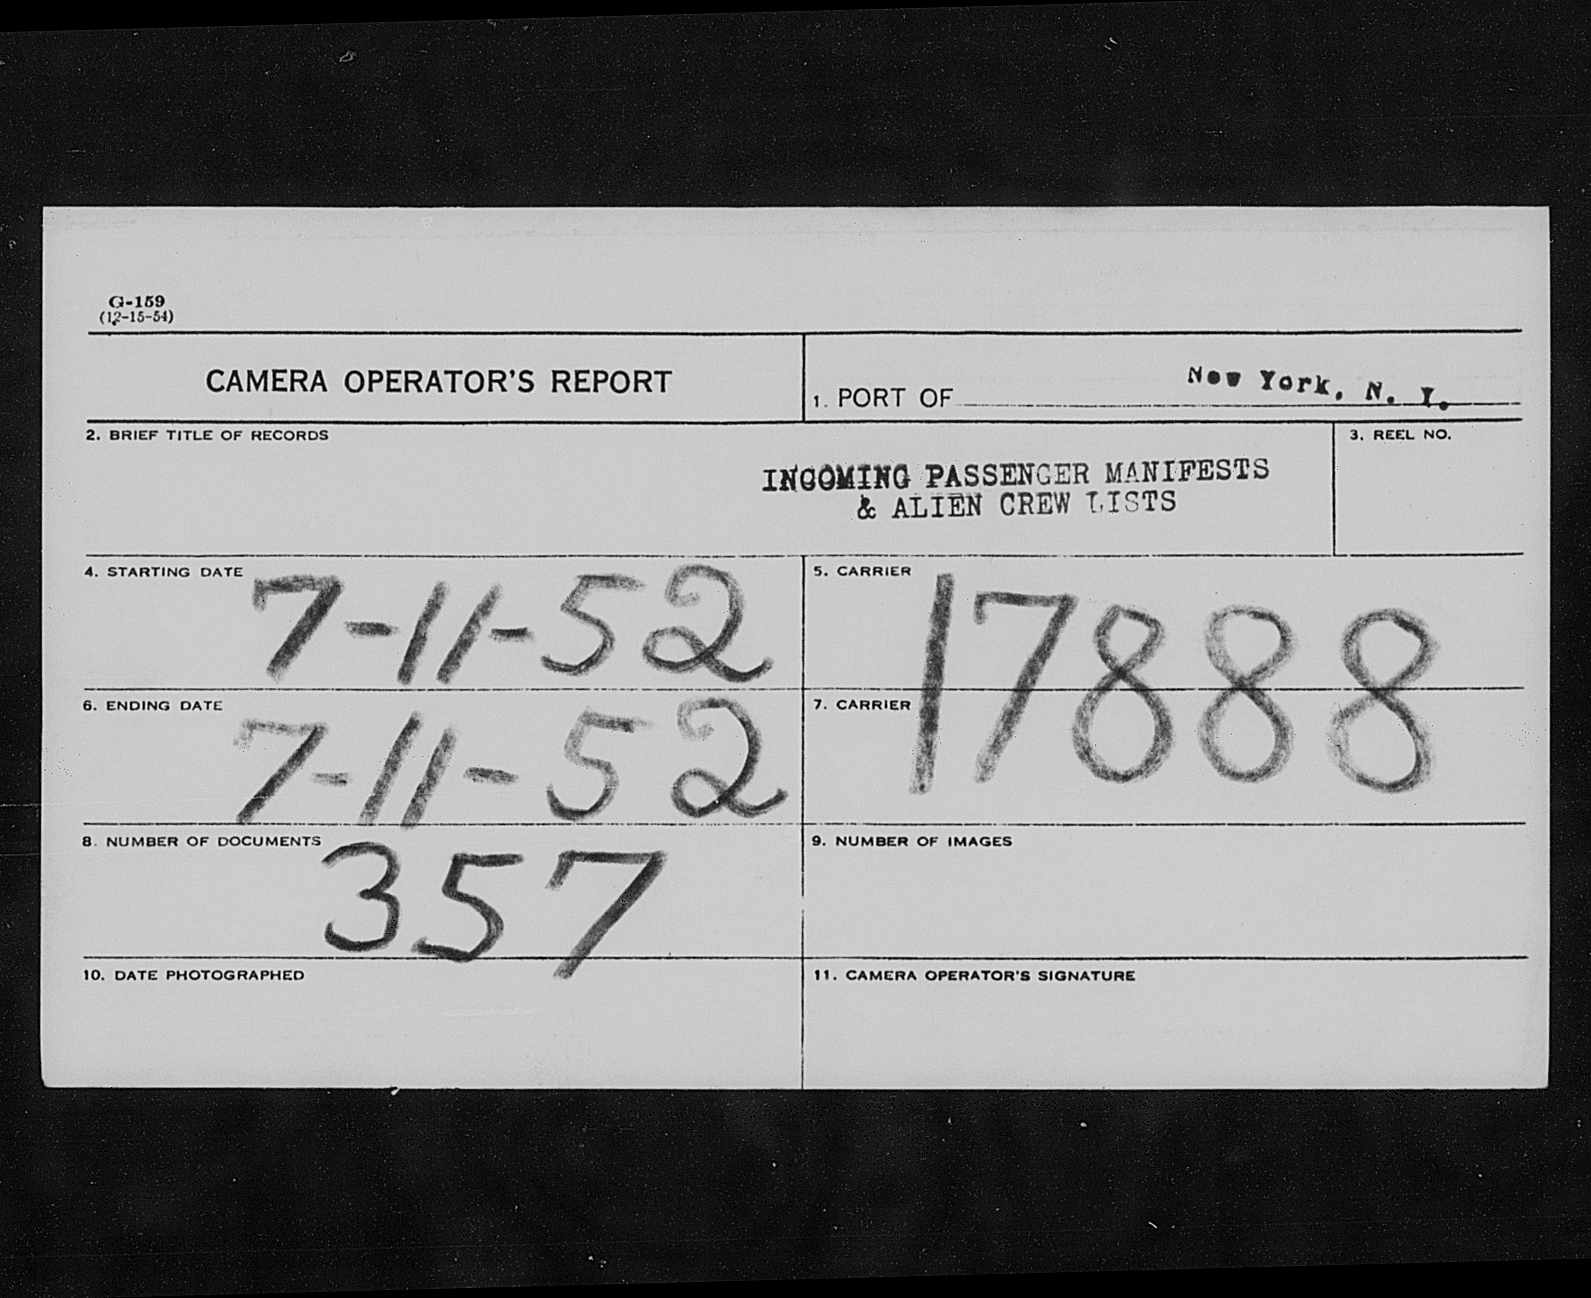 G-159
(12-15-54)
CAMERA OPERATOR'S REPORT
1. PORT OF New York, N. Y.
2. BRIEF TITLE OF RECORDS
INCOMING PASSENGER MANIFESTS
& ALIEN CREW LISTS
3. REEL NO.
4. STARTING DATE 7-11-52
5. CARRIER 17888
6. ENDING DATE 7-11-52
7. CARRIER
8. NUMBER OF DOCUMENTS 357
9. NUMBER OF IMAGES
10. DATE PHOTOGRAPHED
11. CAMERA OPERATOR'S SIGNATURE